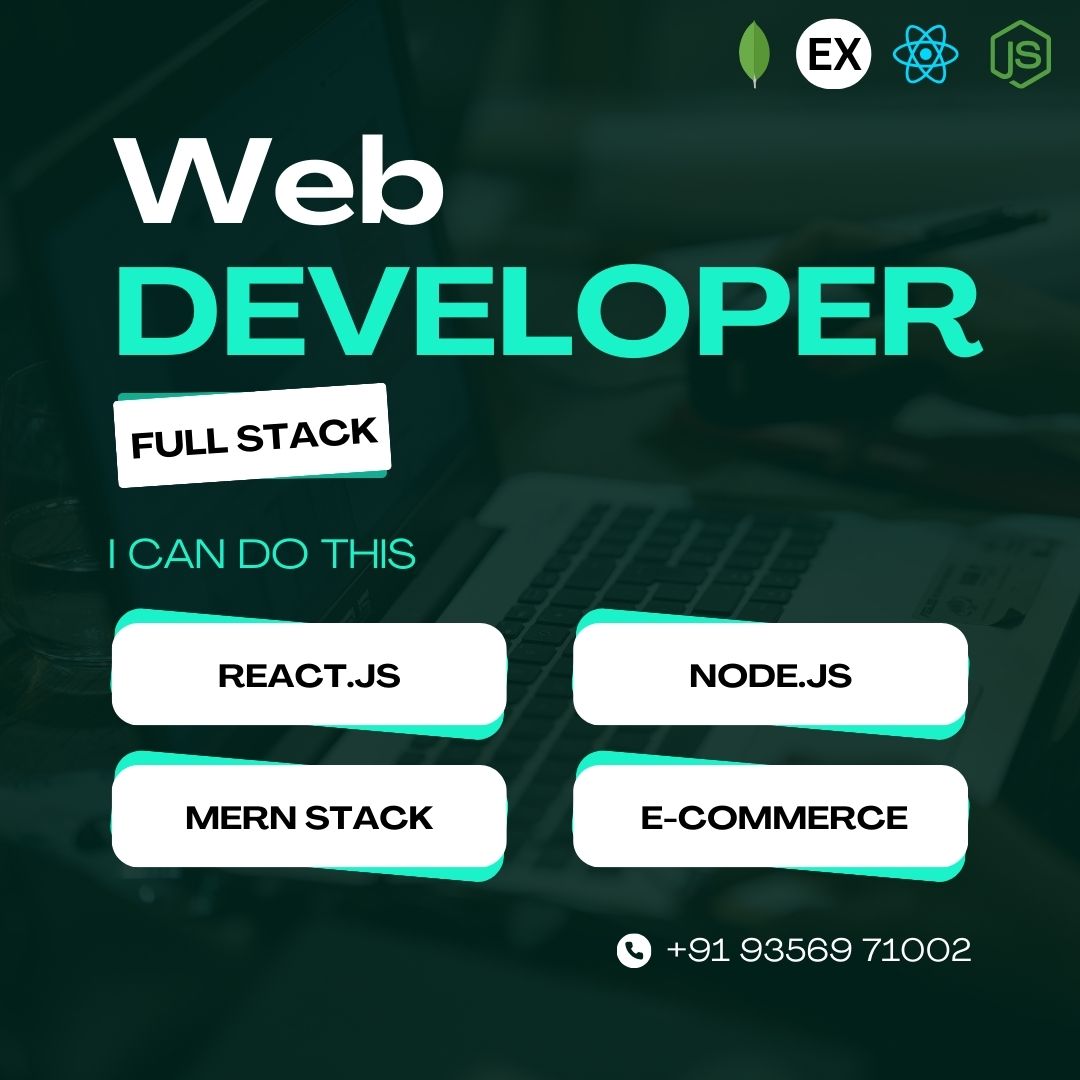 EX
JS
Web
DEVELOPER
FULL STACK
I CAN DO THIS
REACT.JS
NODE.JS
MERN STACK
E-COMMERCE
+91 93569 71002